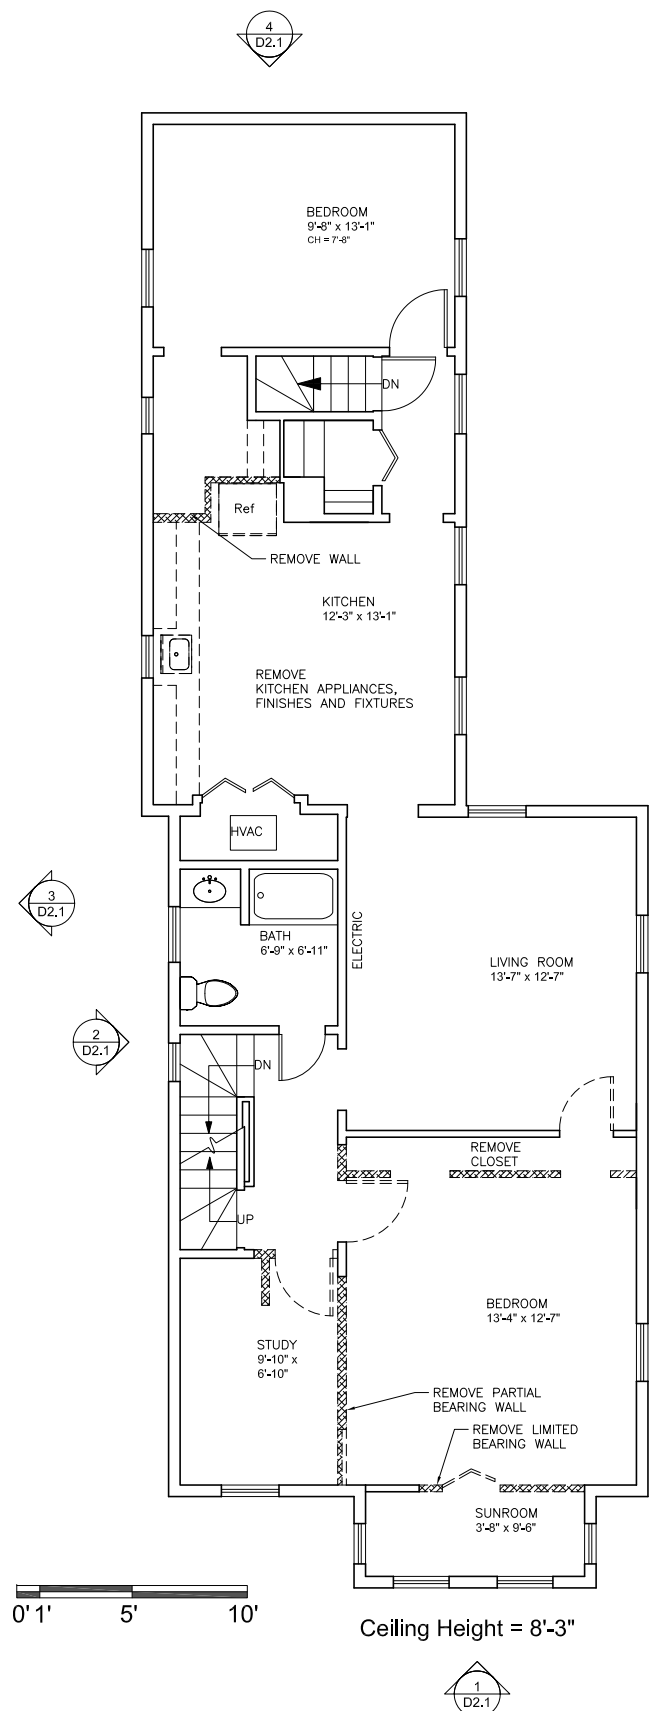 4
D2.1
BEDROOM
9'-8" x 13'-1"
CH = 7'-8"
DN
Ref
REMOVE WALL
KITCHEN
12'-3" x 13'-1"
REMOVE
KITCHEN APPLIANCES,
FINISHES AND FIXTURES
HVAC
3
D2.1
BATH
6'-9" x 6'-11"
ELECTRIC
LIVING ROOM
13'-7" x 12'-7"
2
D2.1
DN
REMOVE
CLOSET
UP
BEDROOM
13'-4" x 12'-7"
STUDY
9'-10" x
6'-10"
REMOVE PARTIAL
BEARING WALL
REMOVE LIMITED
BEARING WALL
SUNROOM
3'-8" x 9'-6"
0' 1' 5' 10'
Ceiling Height = 8'-3"
1
D2.1